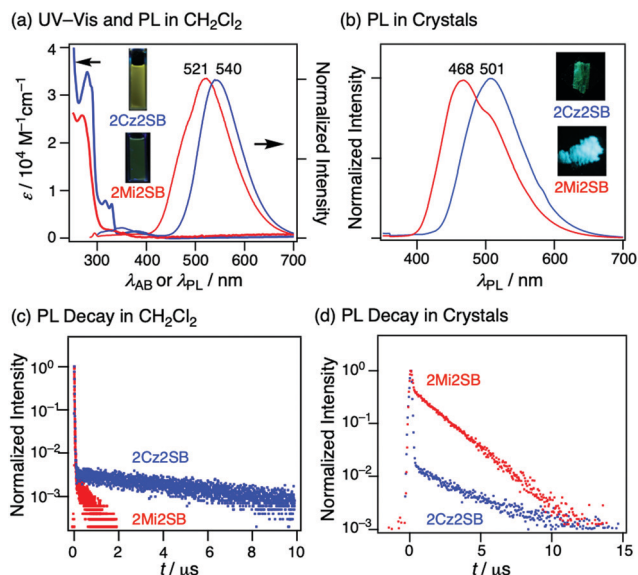 (a) UV–Vis and PL in CH₂Cl₂
4
3
2
1
0
ε / 10⁴ M⁻¹cm⁻¹
2Cz2SB
2Mi2SB
521 540
Normalized Intensity
300 400 500 600 700
λAB or λPL / nm
(b) PL in Crystals
468 501
2Cz2SB
2Mi2SB
Normalized Intensity
400 500 600 700
λPL / nm
(c) PL Decay in CH₂Cl₂
10⁰
10⁻¹
10⁻²
10⁻³
Normalized Intensity
2Cz2SB
2Mi2SB
0 2 4 6 8 10
t / μs
(d) PL Decay in Crystals
10⁰
10⁻¹
10⁻²
10⁻³
Normalized Intensity
2Mi2SB
2Cz2SB
0 5 10 15
t / μs